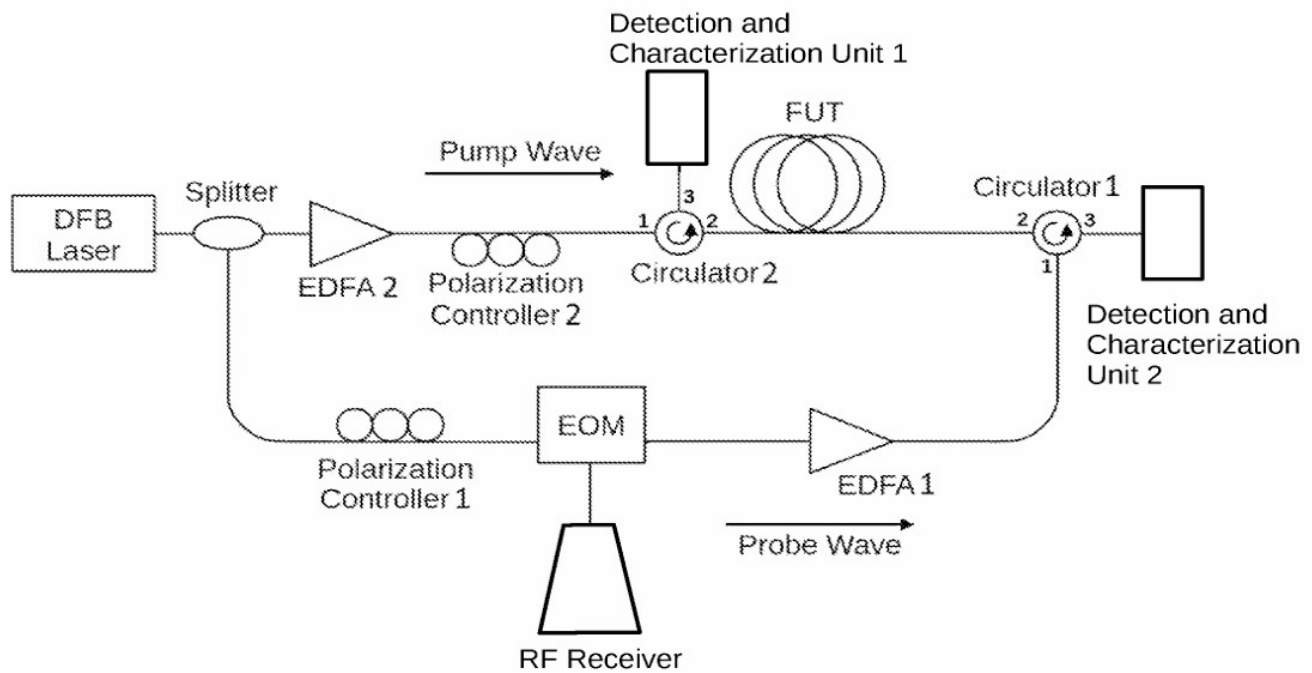 Detection and
Characterization Unit 1
FUT
Pump Wave
Splitter
DFB
Laser
3
1
2
Circulator 1
2
3
1
EDFA 2
Polarization
Controller 2
Circulator 2
Detection and
Characterization
Unit 2
EOM
Polarization
Controller 1
EDFA 1
Probe Wave
RF Receiver